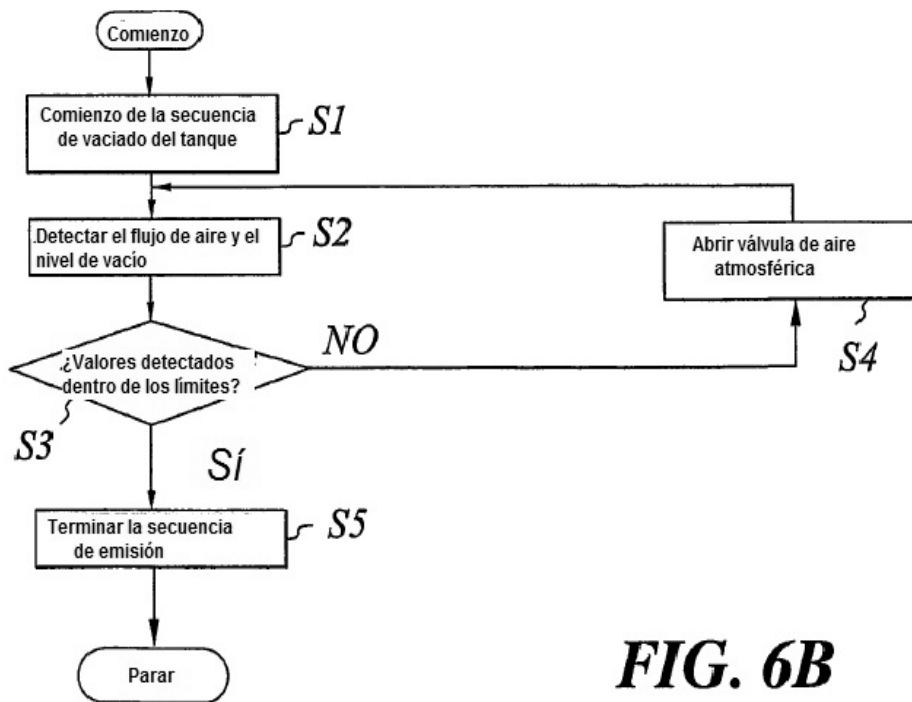 Comienzo
Comienzo de la secuencia
de vaciado del tanque
S1
.Detectar el flujo de aire y el
nivel de vacío
S2
Abrir válvula de aire
atmosférica
S4
¿Valores detectados
dentro de los límites?
NO
S3
Sí
Terminar la secuencia
de emisión
S5
Parar
FIG. 6B